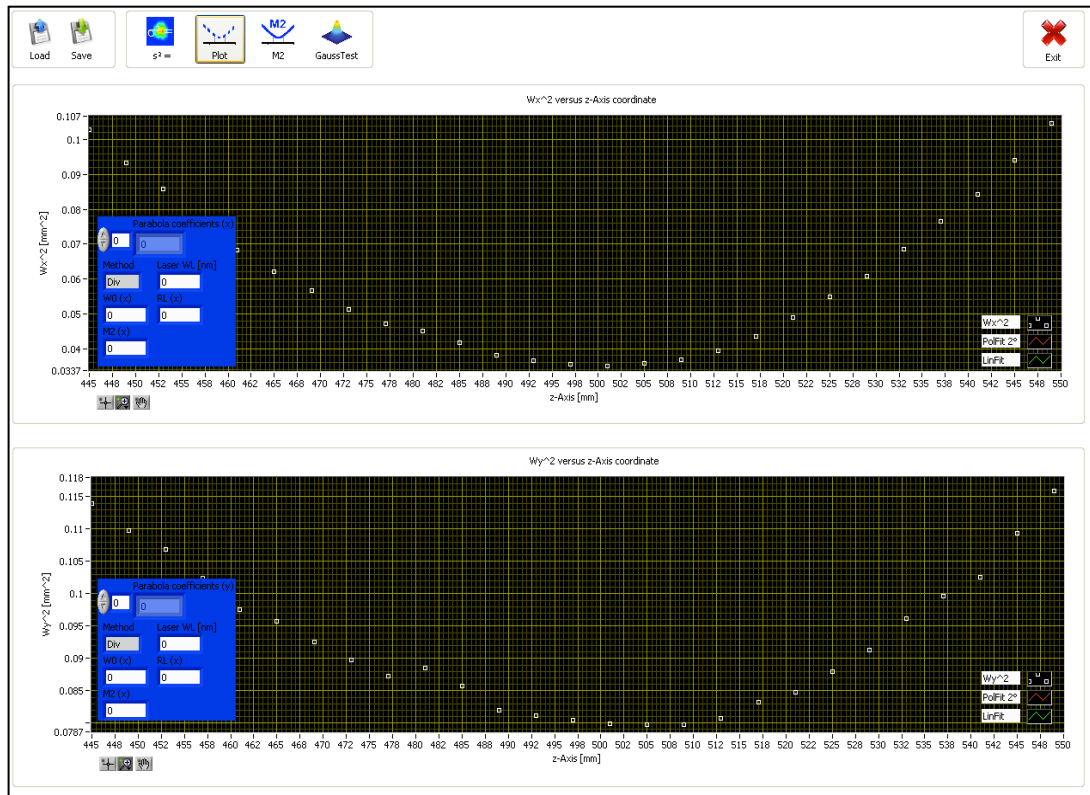 Load Save s²= Plot M2 GaussTest Exit
M2
Wx^2 versus z-Axis coordinate
0.107
0.1
0.09
0.08
0.07
0.06
0.05
0.04
0.0337
Wx^2 [mm^2]
Parabola coefficients (x)
0 0
Method Laser WL [nm]
Div 0
W0 (x) RL (x)
0 0
M2 (x)
0
Wx^2
PolFit 2°
LinFit
445 448 450 452 455 458 460 462 465 468 470 472 475 478 480 482 485 488 490 492 495 498 500 502 505 508 510 512 515 518 520 522 525 528 530 532 535 538 540 542 545 548 550
z-Axis [mm]
Wy^2 versus z-Axis coordinate
0.118
0.115
0.11
0.105
0.1
0.095
0.09
0.085
0.0787
Wy^2 [mm^2]
Parabola coefficients (y)
0 0
Method Laser WL [nm]
Div 0
W0 (x) RL (x)
0 0
M2 (x)
0
Wy^2
PolFit 2°
LinFit
445 448 450 452 455 458 460 462 465 468 470 472 475 478 480 482 485 488 490 492 495 498 500 502 505 508 510 512 515 518 520 522 525 528 530 532 535 538 540 542 545 548 550
z-Axis [mm]